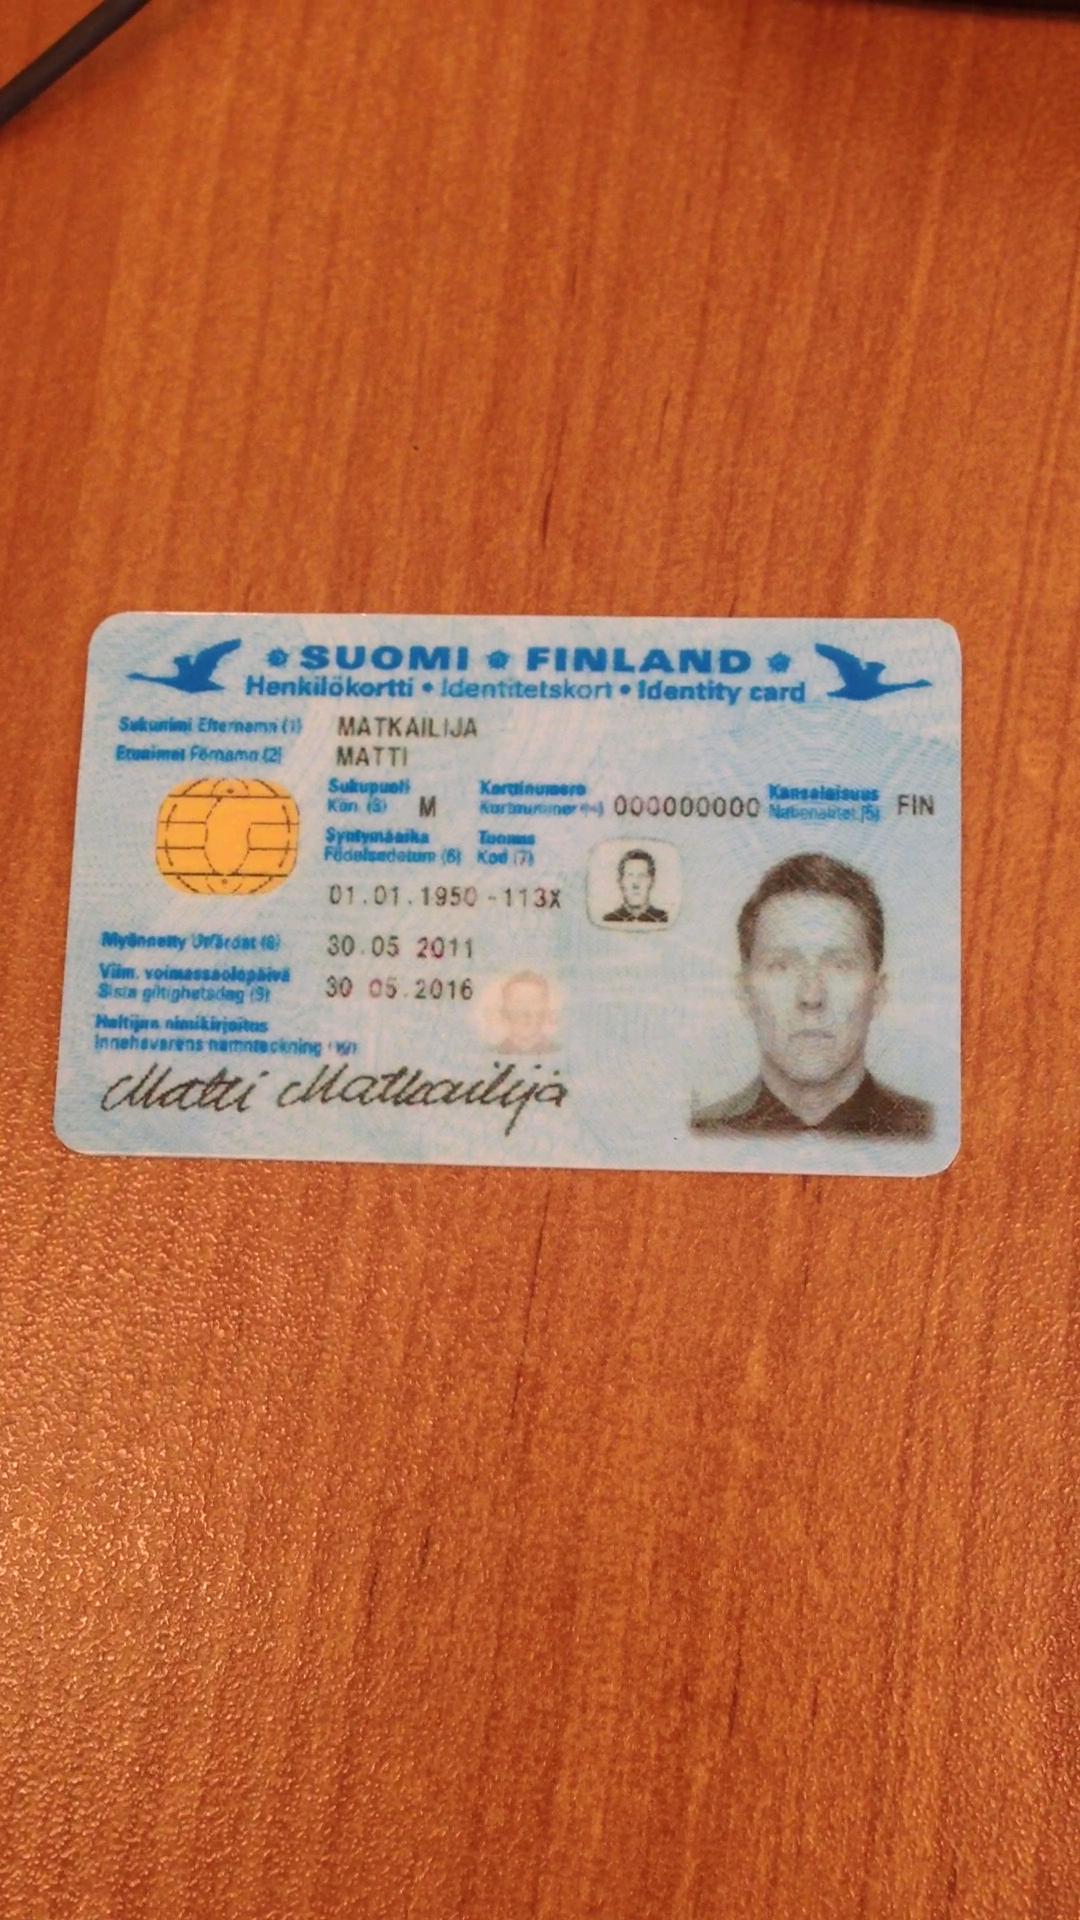 SUOMI FINLAND
Henkilökortti • Identitetskort • Identity card
Sukunimi Efternamn (1) MATKAILIJA
Etunimet Förnamn (2) MATTI
Sukupuoli Korttinumero Kansalaisuus
Kön (3) M Kortnummer (4) 000000000 Nationalitet (5) FIN
Syntymäaika Tunnus
Födelsedatum (6) Kod (7)
01.01.1950 -113X
Myönnetty Utfärdat (8) 30.05 2011
Viim. voimassaolopäivä
Sista giltighetsdag (9) 30 05.2016
Haltijan nimikirjoitus
Innehavarens namnteckning (10)
Matti Matkailija